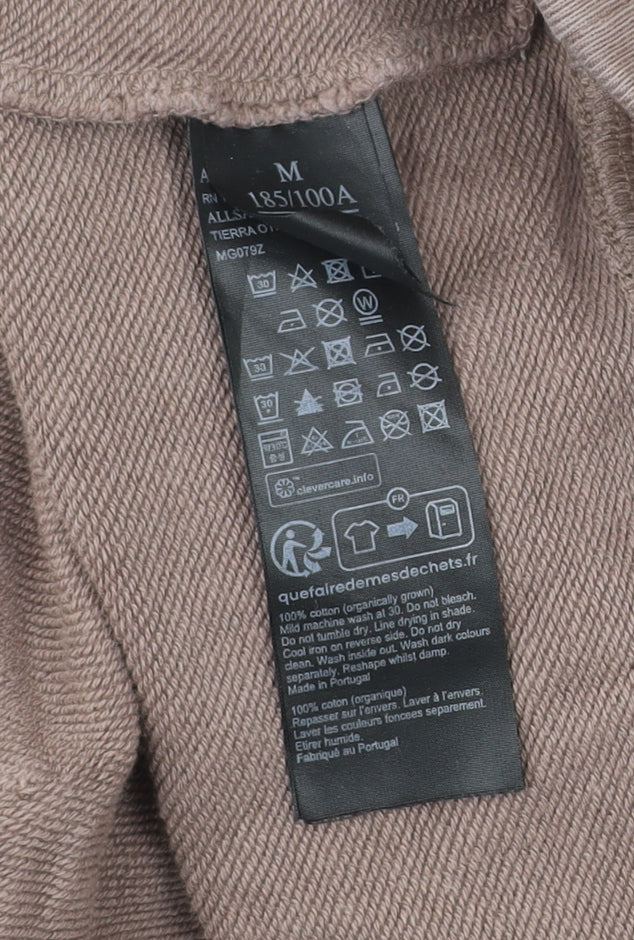 M
185/100A
RN
ALLSA
TIERRA O
MG079Z
30
W
30
30
clevercare.info
FR
quefairedemesdechets.fr
100% cotton (organically grown)
Mild machine wash at 30. Do not bleach.
Do not tumble dry. Line drying in shade.
Cool iron on reverse side. Do not dry
clean. Wash inside out. Wash dark colours
separately. Reshape whilst damp.
Made in Portugal
100% coton (organique)
Repasser sur l'envers. Laver à l'envers.
Laver les couleurs foncees separement.
Etirer humide.
Fabriqué au Portugal